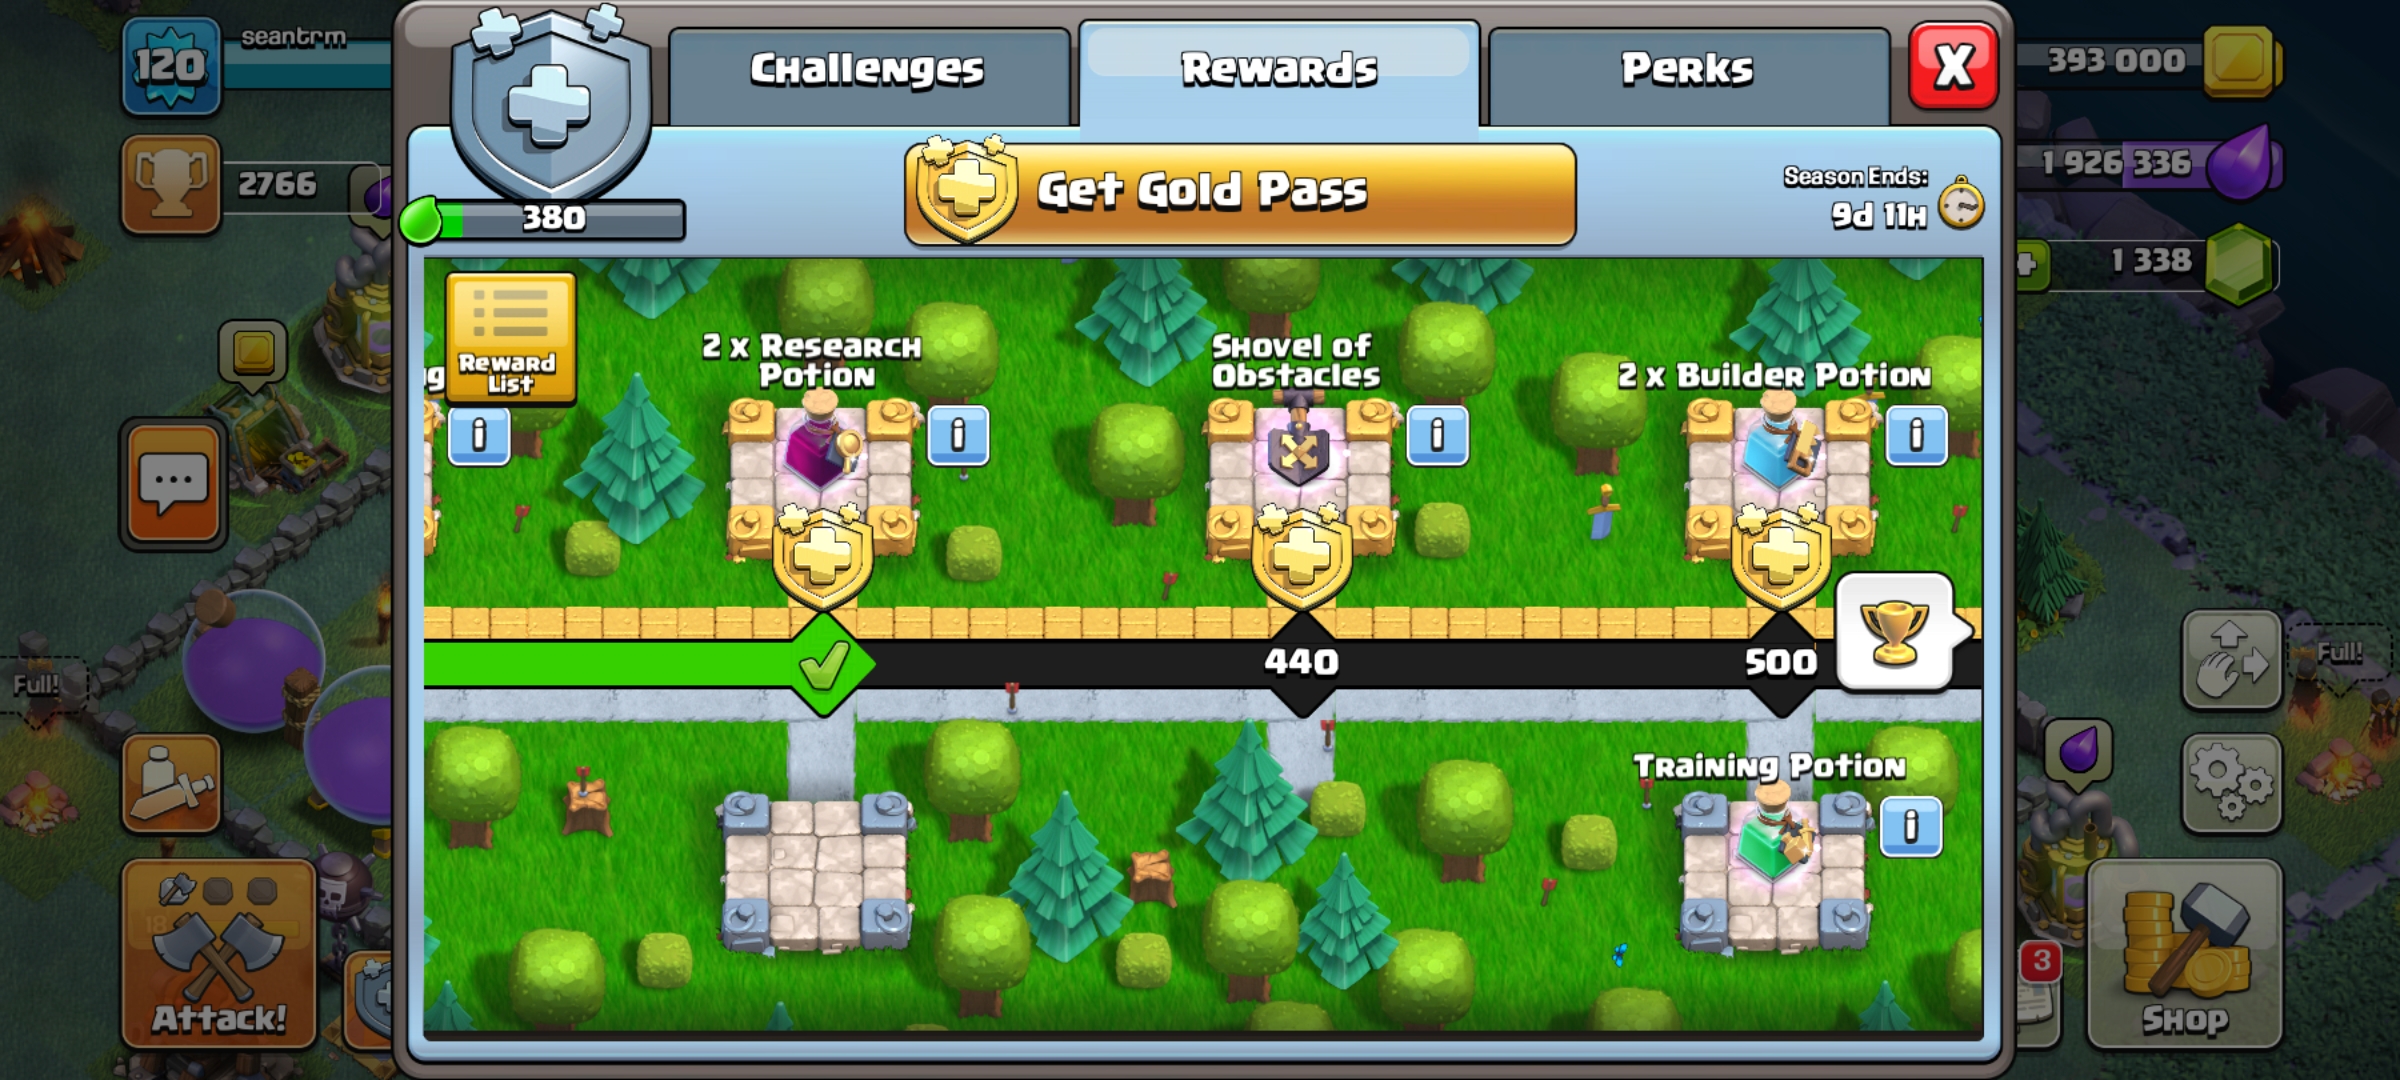 120
seantrm
2766
Challenges
Rewards
Perks
X
393 000
1 926 336
1 338
380
Get Gold Pass
Season Ends:
9d 11H
Reward
List
g
2 x Research
Potion
Shovel of
Obstacles
2 x Builder Potion
440
500
Full!
Full!
Training Potion
18
Attack!
3
Shop